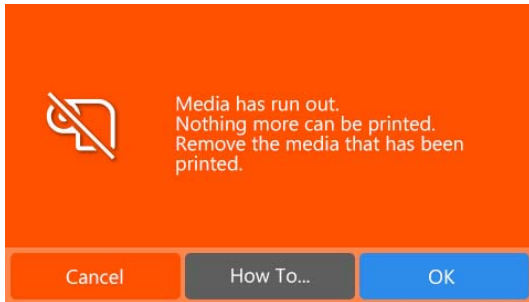 Media has run out.
Nothing more can be printed.
Remove the media that has been
printed.
Cancel
How To...
OK